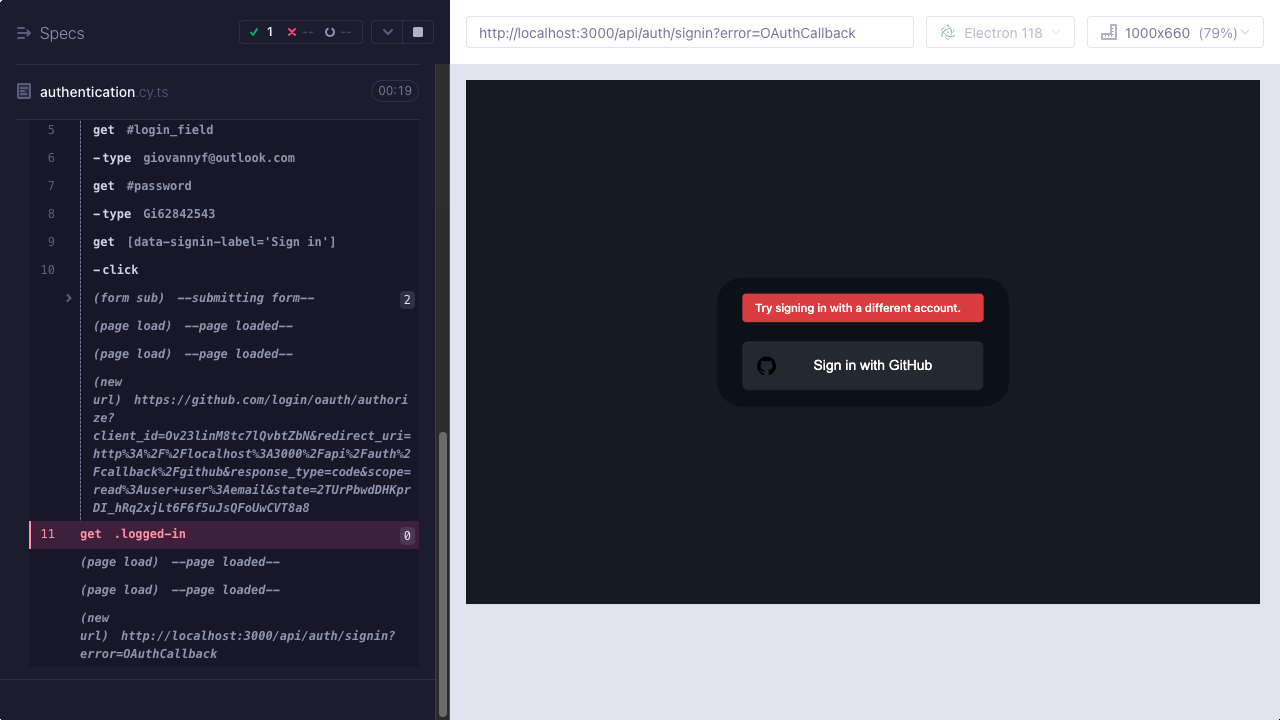 Specs
1 -- --
authentication.cy.ts 00:19
5 get #login_field
6 -type giovannyf@outlook.com
7 get #password
8 -type Gi62842543
9 get [data-signin-label='Sign in']
10 -click
(form sub) --submitting form-- 2
(page load) --page loaded--
(page load) --page loaded--
(new
url) https://github.com/login/oauth/authori
ze?
client_id=Ov23linM8tc7lQvbtZbN&redirect_uri=
http%3A%2F%2Flocalhost%3A3000%2Fapi%2Fauth%2
Fcallback%2Fgithub&response_type=code&scope=
read%3Auser+user%3Aemail&state=2TUrPbwdDHKpr
DI_hRq2xjLt6F6f5uJsQFoUwCVT8a8
11 get .logged-in 0
(page load) --page loaded--
(page load) --page loaded--
(new
url) http://localhost:3000/api/auth/signin?
error=OAuthCallback
http://localhost:3000/api/auth/signin?error=OAuthCallback
Electron 118
1000x660 (79%)
Try signing in with a different account.
Sign in with GitHub